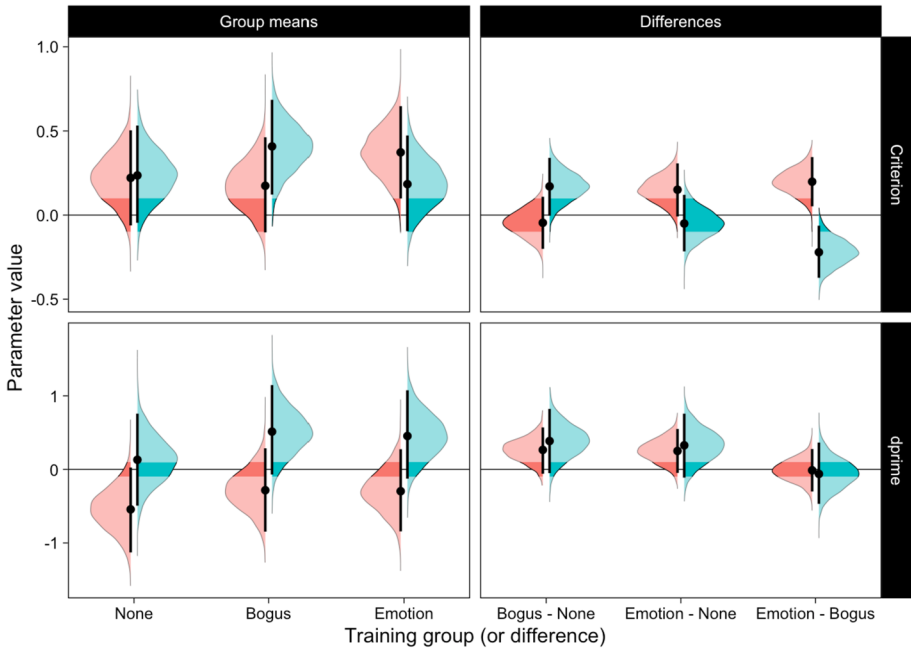 Group means
Differences
1.0
0.5
0.0
-0.5
Criterion
Parameter value
1
0
-1
dprime
None
Bogus
Emotion
Bogus - None
Emotion - None
Emotion - Bogus
Training group (or difference)